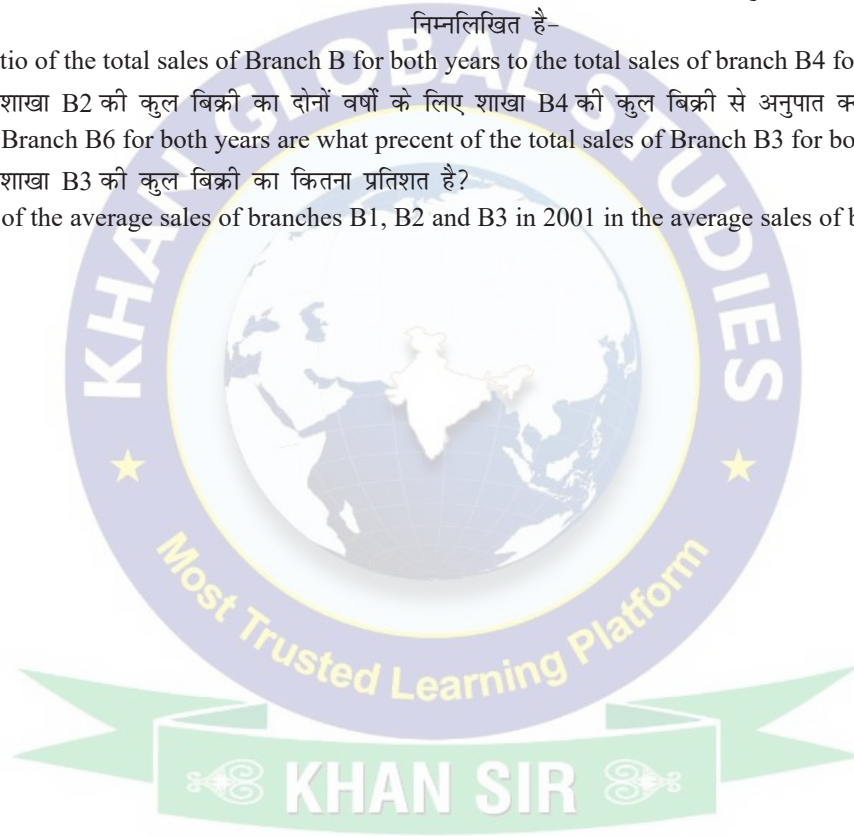 निम्नलिखित है–
tio of the total sales of Branch B for both years to the total sales of branch B4 fo
शाखा B2 की कुल बिक्री का दोनों वर्षों के लिए शाखा B4 की कुल बिक्री से अनुपात क
Branch B6 for both years are what precent of the total sales of Branch B3 for bo
शाखा B3 की कुल बिक्री का कितना प्रतिशत है?
of the average sales of branches B1, B2 and B3 in 2001 in the average sales of b
KHAN GLOBAL STUDIES
Most Trusted Learning Platform
KHAN SIR